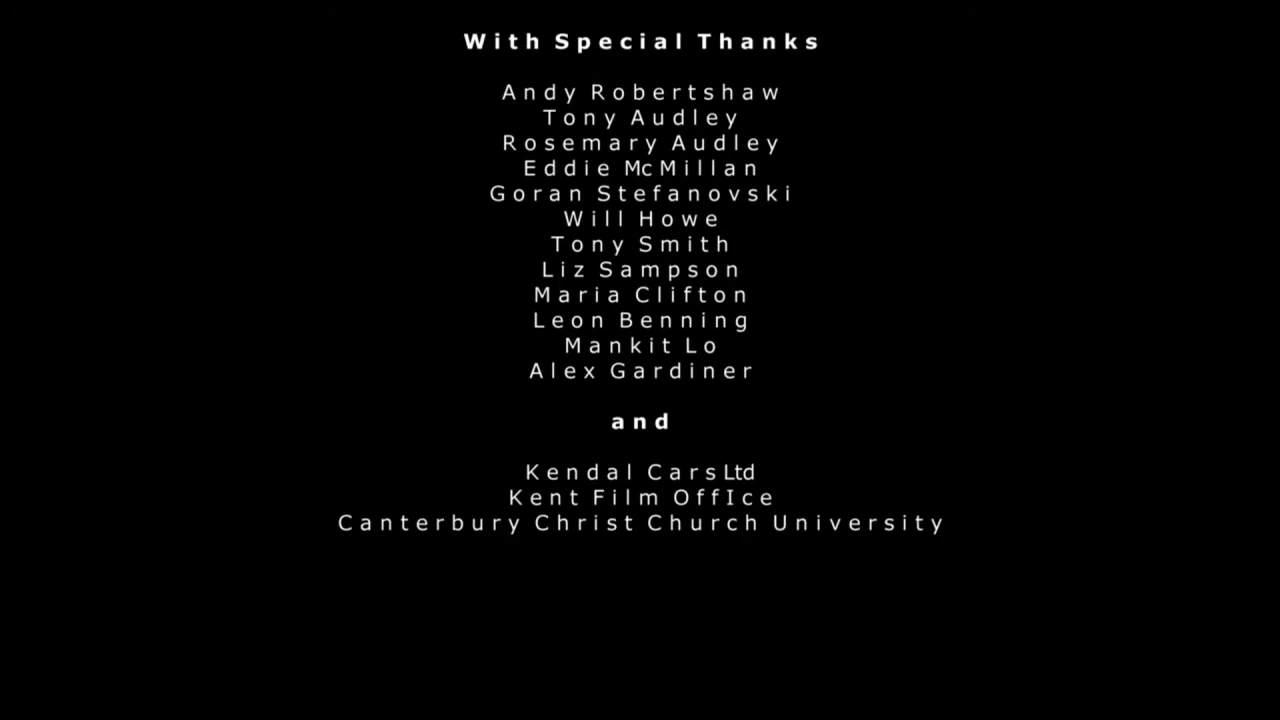 With Special Thanks
Andy Robertshaw
Tony Audley
Rosemary Audley
Eddie McMillan
Goran Stefanovski
Will Howe
Tony Smith
Liz Sampson
Maria Clifton
Leon Benning
Mankit Lo
Alex Gardiner
and
Kendal Cars Ltd
Kent Film OffIce
Canterbury Christ Church University